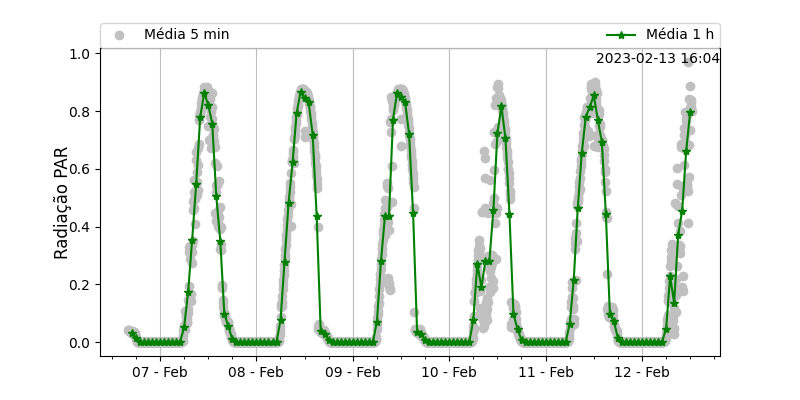 Média 5 min
Média 1 h
2023-02-13 16:04
Radiação PAR
1.0
0.8
0.6
0.4
0.2
0.0
07 - Feb
08 - Feb
09 - Feb
10 - Feb
11 - Feb
12 - Feb